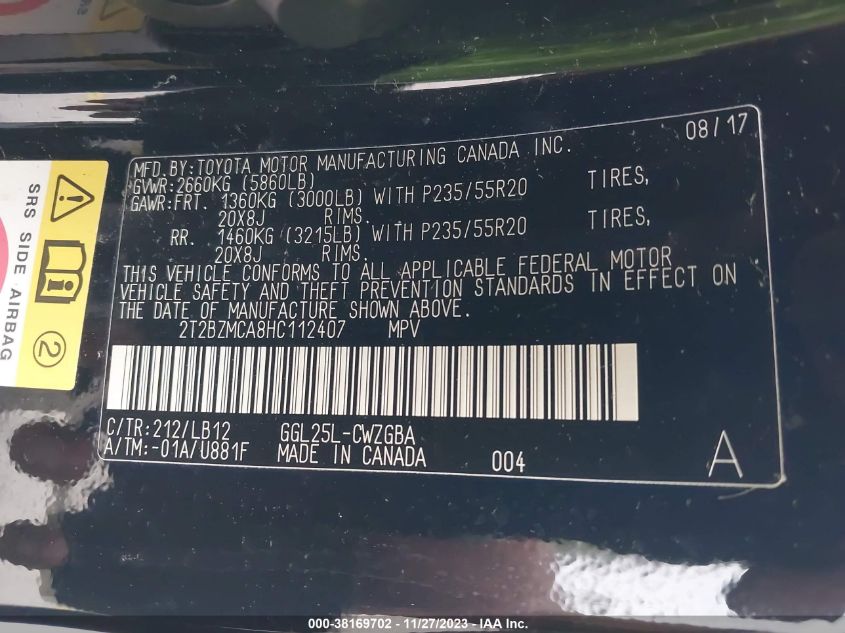 08/17
MFD. BY:TOYOTA MOTOR MANUFACTURING CANADA INC.
GVWR:2660KG (5860LB)
GAWR:FRT. 1360KG (3000LB) WITH P235/55R20 TIRES,
20X8J RIMS.
RR. 1460KG (3215LB) WITH P235/55R20 TIRES,
20X8J RIMS.
THIS VEHICLE CONFORMS TO ALL APPLICABLE FEDERAL MOTOR
VEHICLE SAFETY AND THEFT PREVENTION STANDARDS IN EFFECT ON
THE DATE OF MANUFACTURE SHOWN ABOVE.
2T2BZMCA8HC112407 MPV
C/TR:212/LB12 GGL25L-CWZGBA
A/TM:-01A/U881F MADE IN CANADA 004 A
SRS SIDE AIRBAG
2
000-38169702 - 11/27/2023 - IAA Inc.